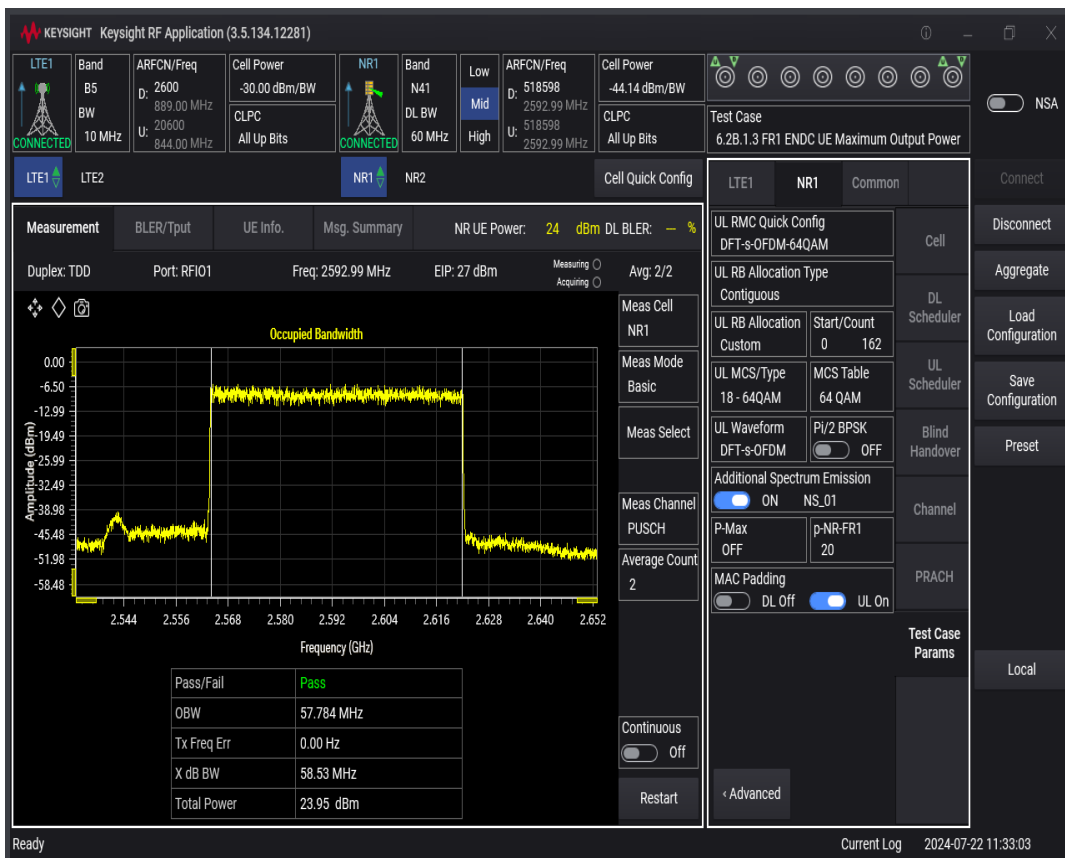 KEYSIGHT Keysight RF Application (3.5.134.12281)
LTE1 Band ARFCN/Freq Cell Power NR1 Band Low ARFCN/Freq Cell Power
B5 D: 2600 -30.00 dBm/BW N41 D: 518598 -44.14 dBm/BW
889.00 MHz Mid 2592.99 MHz NSA
BW CLPC DL BW CLPC Test Case
CONNECTED 10 MHz U: 20600 All Up Bits CONNECTED 60 MHz High U: 518598 All Up Bits 6.2B.1.3 FR1 ENDC UE Maximum Output Power
844.00 MHz 2592.99 MHz
LTE1 LTE2 NR1 NR2 Cell Quick Config LTE1 NR1 Common Connect
Measurement BLER/Tput UE Info. Msg. Summary NR UE Power: 24 dBm DL BLER: — %
Duplex: TDD Port: RFIO1 Freq: 2592.99 MHz EIP: 27 dBm Measuring Avg: 2/2
Acquiring
Occupied Bandwidth
0.00
-6.50
-12.99
-19.49
-25.99
-32.49
-38.98
-45.48
-51.98
-58.48
Amplitude (dBm)
2.544 2.556 2.568 2.580 2.592 2.604 2.616 2.628 2.640 2.652
Frequency (GHz)
Pass/Fail Pass
OBW 57.784 MHz
Tx Freq Err 0.00 Hz
X dB BW 58.53 MHz
Total Power 23.95 dBm
Meas Cell
NR1
Meas Mode
Basic
Meas Select
Meas Channel
PUSCH
Average Count
2
Continuous
Off
Restart
UL RMC Quick Config
DFT-s-OFDM-64QAM
UL RB Allocation Type
Contiguous
UL RB Allocation Start/Count
Custom 0 162
UL MCS/Type MCS Table
18 - 64QAM 64 QAM
UL Waveform Pi/2 BPSK
DFT-s-OFDM OFF
Additional Spectrum Emission
ON NS_01
P-Max p-NR-FR1
OFF 20
MAC Padding
DL Off UL On
‹ Advanced
Cell
DL
Scheduler
UL
Scheduler
Blind
Handover
Channel
PRACH
Test Case
Params
Disconnect
Aggregate
Load
Configuration
Save
Configuration
Preset
Local
Ready Current Log 2024-07-22 11:33:03